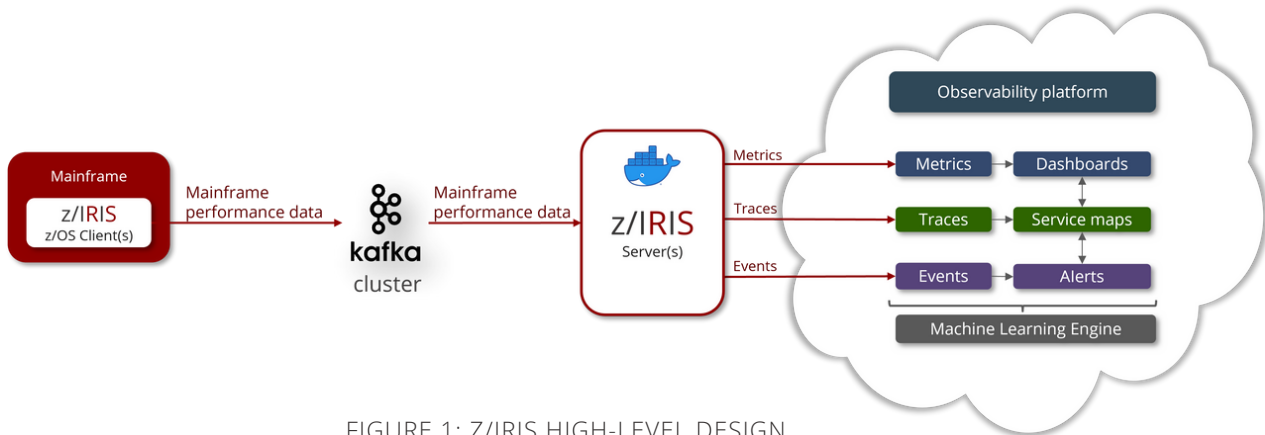 Mainframe
z/IRIS
z/OS Client(s)
Mainframe
performance data
kafka
cluster
Mainframe
performance data
z/IRIS
Server(s)
Metrics
Traces
Events
Observability platform
Metrics
Dashboards
Traces
Service maps
Events
Alerts
Machine Learning Engine
FIGURE 1: Z/IRIS HIGH-LEVEL DESIGN